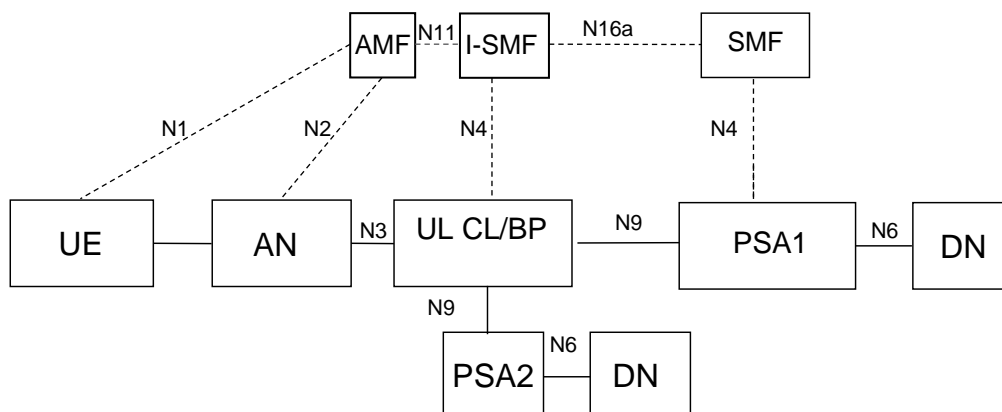 AMF
N11
I-SMF
N16a
SMF
N1
N2
N4
N4
UE
AN
N3
UL CL/BP
N9
PSA1
N6
DN
N9
PSA2
N6
DN